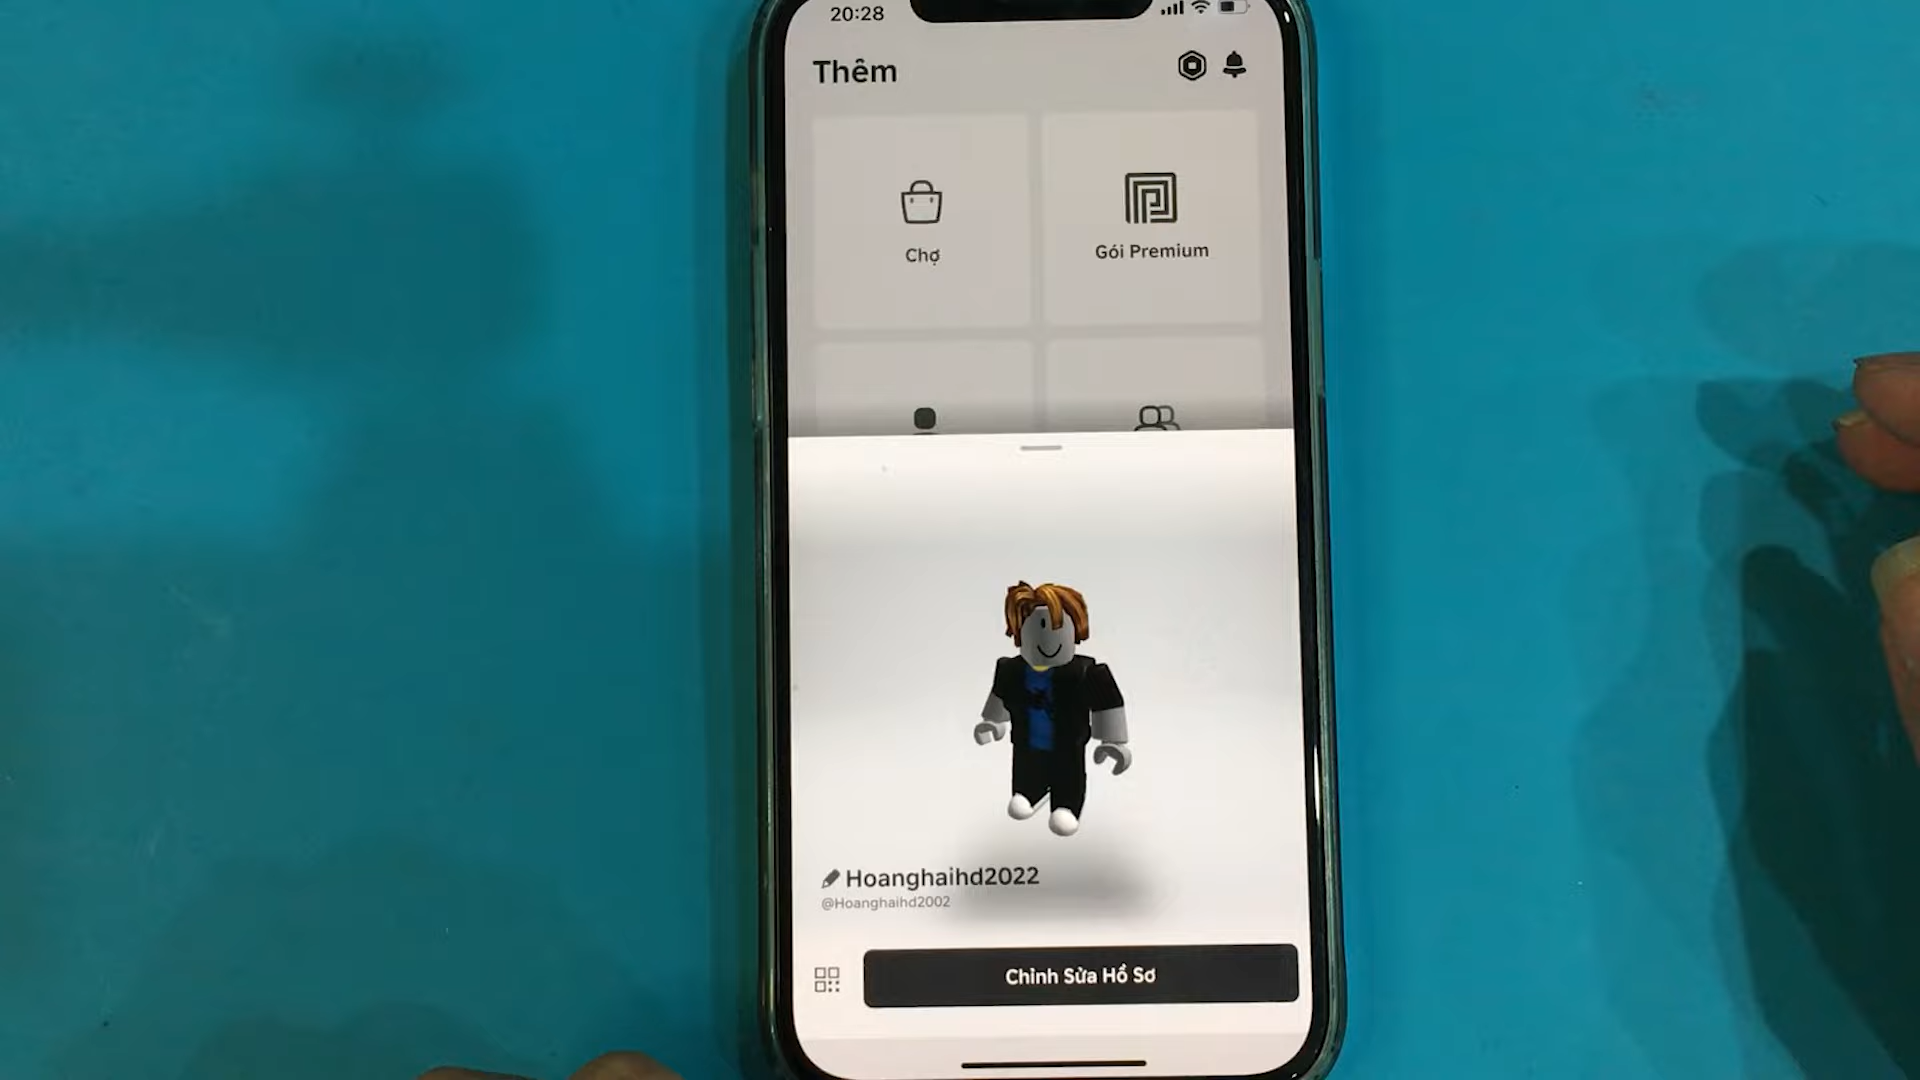 20:28
Thêm
Chợ
Gói Premium
Hoanghaihd2022
@Hoanghaihd2002
Chỉnh Sửa Hồ Sơ